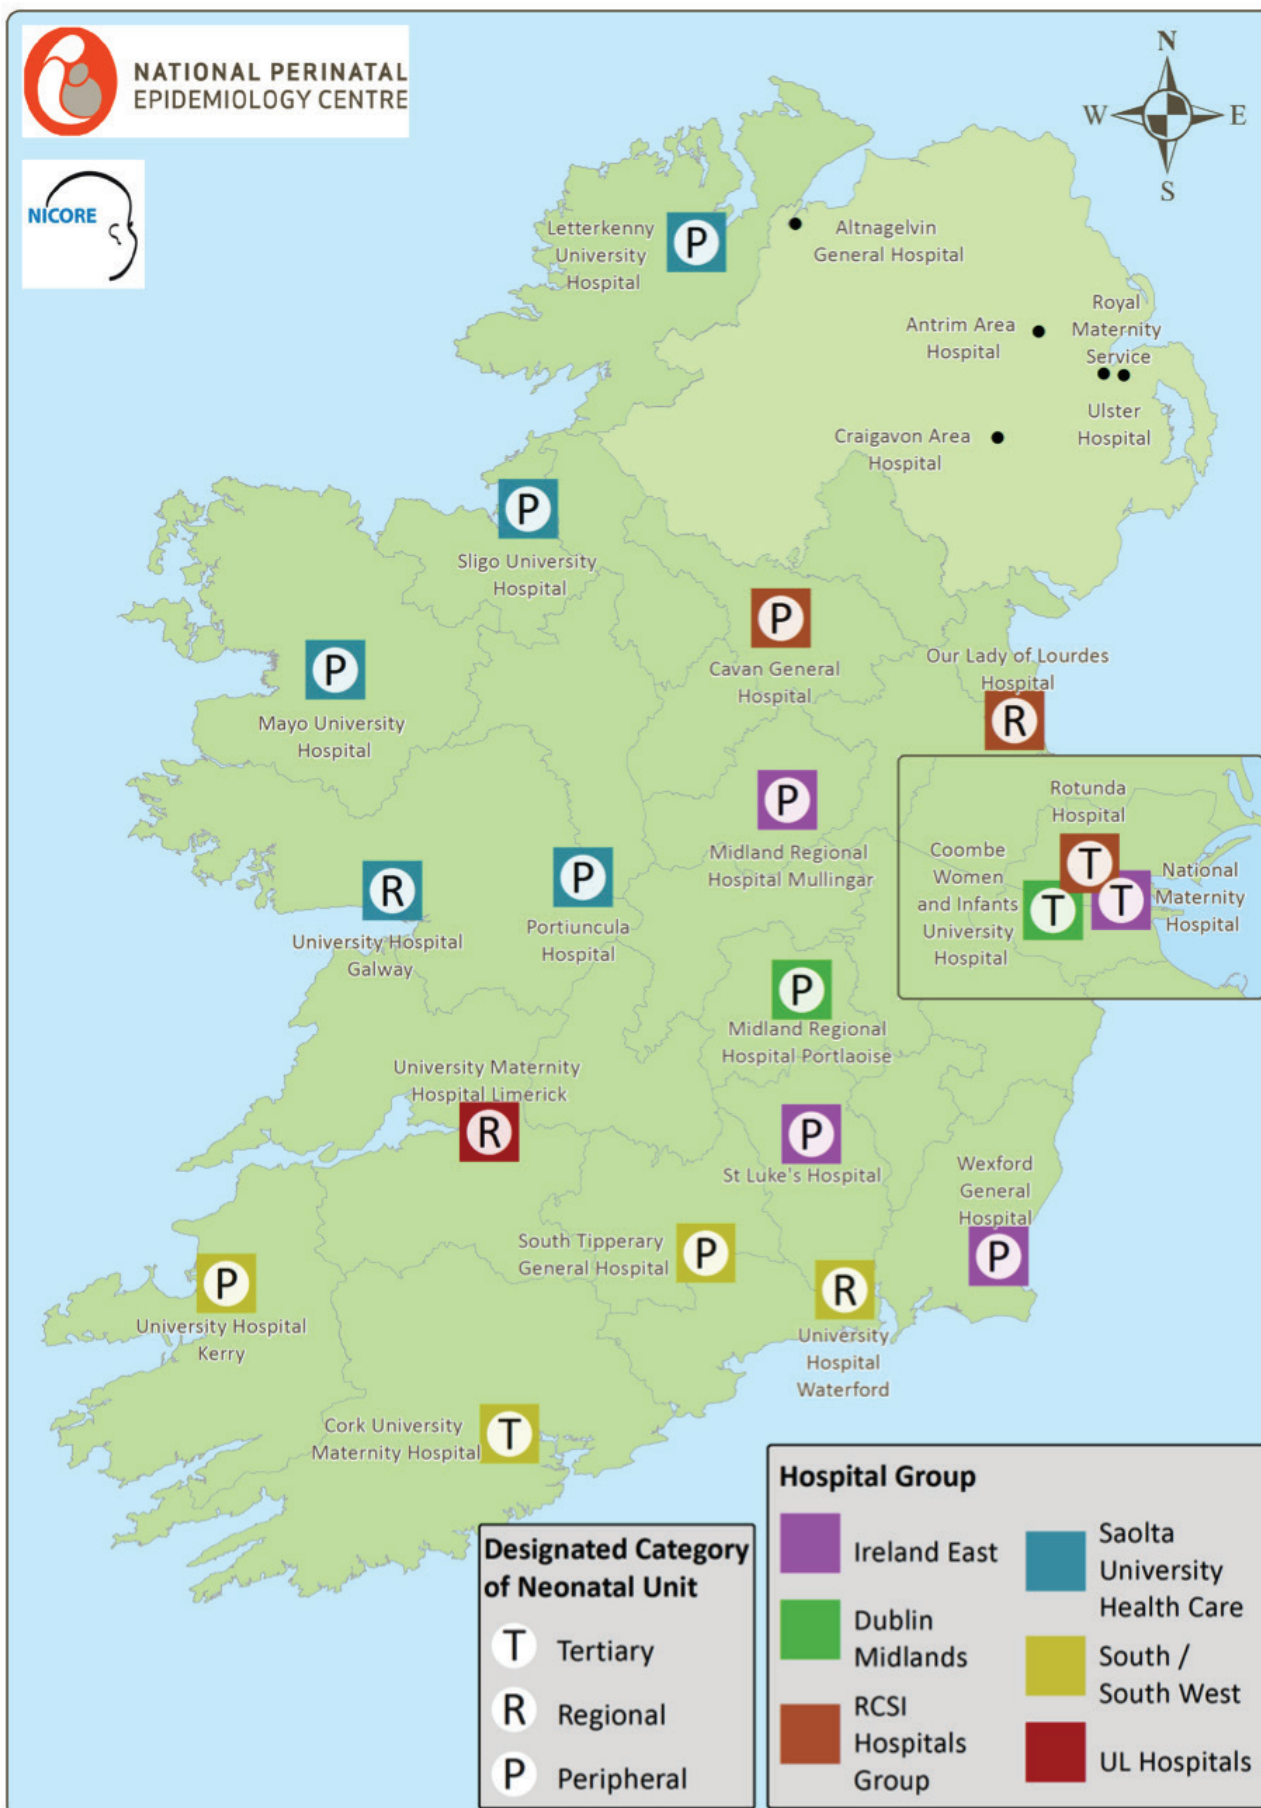 NATIONAL PERINATAL
EPIDEMIOLOGY CENTRE
NICORE
N
W
E
S
Letterkenny
University
Hospital
P
Altnagelvin
General Hospital
Antrim Area
Hospital
Royal
Maternity
Service
Ulster
Hospital
Craigavon Area
Hospital
P
Sligo University
Hospital
P
Cavan General
Hospital
Our Lady of Lourdes
Hospital
R
P
Mayo University
Hospital
P
Midland Regional
Hospital Mullingar
Rotunda
Hospital
T
Coombe
Women
and Infants
University
Hospital
T
T
National
Maternity
Hospital
R
University Hospital
Galway
P
Portiuncula
Hospital
P
Midland Regional
Hospital Portlaoise
University Maternity
Hospital Limerick
R
P
St Luke's Hospital
Wexford
General
Hospital
P
South Tipperary
General Hospital
P
R
University
Hospital
Waterford
P
University Hospital
Kerry
Cork University
Maternity Hospital
T
Designated Category
of Neonatal Unit
T Tertiary
R Regional
P Peripheral
Hospital Group
Ireland East
Dublin
Midlands
RCSI
Hospitals
Group
Saolta
University
Health Care
South /
South West
UL Hospitals